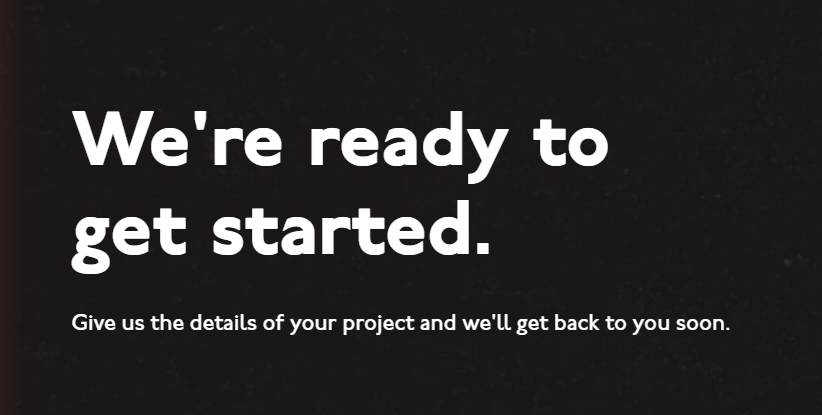 We're ready to
get started.
Give us the details of your project and we'll get back to you soon.